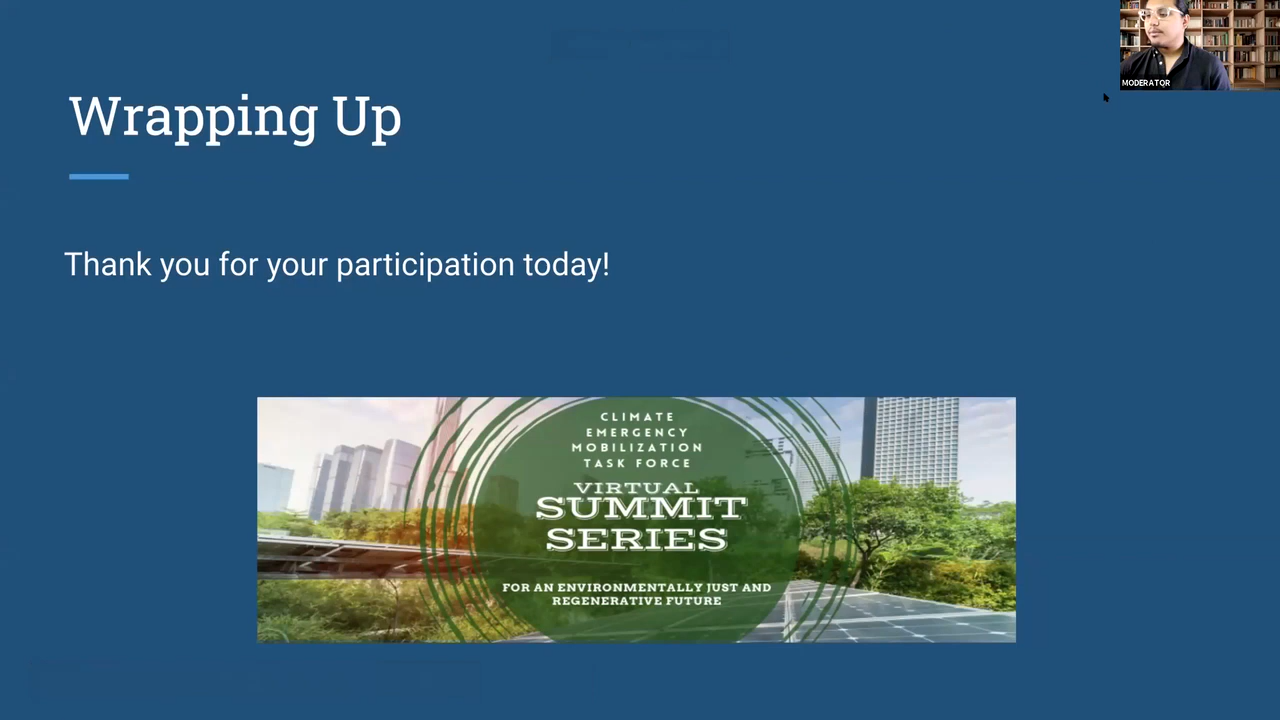 MODERATOR
Wrapping Up
Thank you for your participation today!
CLIMATE
EMERGENCY
MOBILIZATION
TASK FORCE
VIRTUAL
SUMMIT
SERIES
FOR AN ENVIRONMENTALLY JUST AND
REGENERATIVE FUTURE